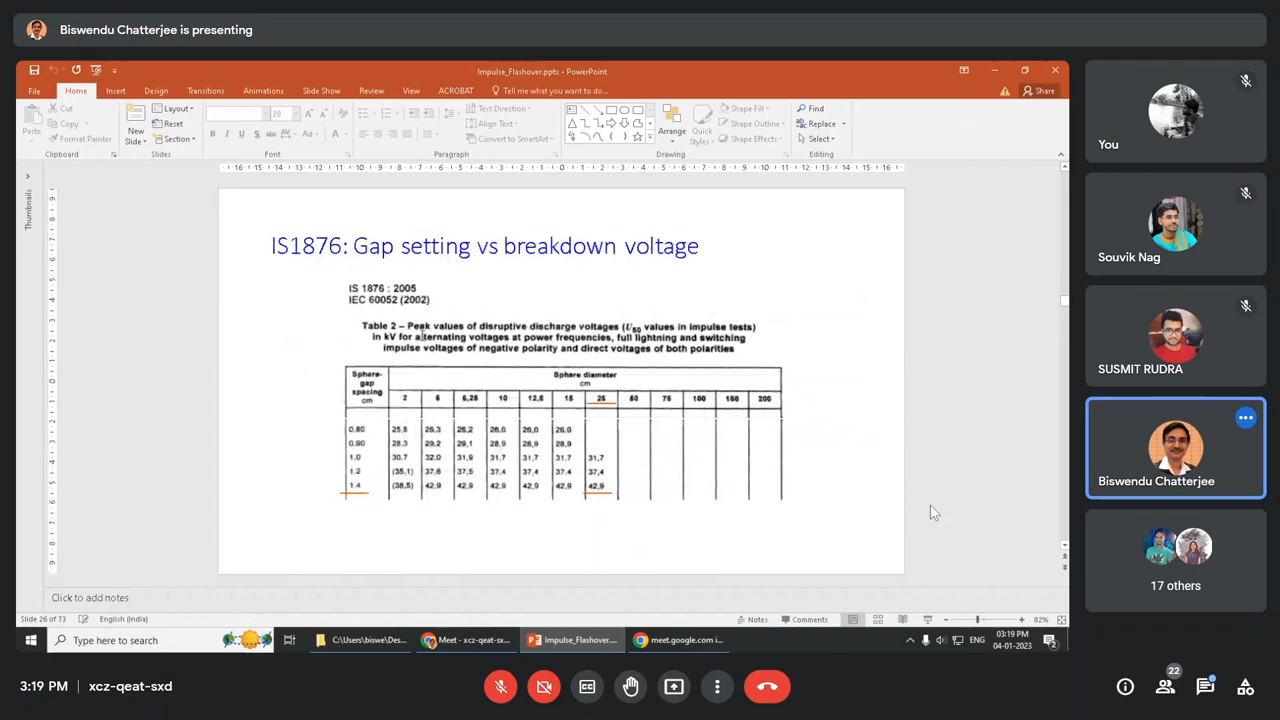 Biswendu Chatterjee is presenting
Impulse_Flashover.pptx - PowerPoint
File Home Insert Design Transitions Animations Slide Show Review View ACROBAT Tell me what you want to do... Share
Paste
Cut
Copy
Format Painter
Clipboard
New Slide
Layout
Reset
Section
Slides
28
Font
Text Direction
Align Text
Convert to SmartArt
Paragraph
Arrange
Quick Styles
Shape Fill
Shape Outline
Shape Effects
Drawing
Find
Replace
Select
Editing
Thumbnails
IS1876: Gap setting vs breakdown voltage
IS 1876 : 2005
IEC 60052 (2002)
Table 2 – Peak values of disruptive discharge voltages (U50 values in impulse tests)
in kV for alternating voltages at power frequencies, full lightning and switching
impulse voltages of negative polarity and direct voltages of both polarities
Sphere-gap spacing cm
Sphere diameter
cm
2 5 6,25 10 12,5 15 25 50 75 100 150 200
0.80 25,8 26,3 26,2 26,0 26,0 26,0
0.90 28,3 29,2 29,1 28,9 28,9 28,9
1.0 30,7 32,0 31,9 31,7 31,7 31,7 31,7
1.2 (35,1) 37,6 37,5 37,4 37,4 37,4 37,4
1.4 (38,5) 42,9 42,9 42,9 42,9 42,9 42,9
Click to add notes
Slide 26 of 73 English (India) Notes Comments 82%
Type here to search
C:\Users\biswe\Des...
Meet - xcz-qeat-sx...
Impulse_Flashover....
meet.google.com i...
ENG
03:19 PM
04-01-2023
2
You
Souvik Nag
SUSMIT RUDRA
Biswendu Chatterjee
17 others
3:19 PM xcz-qeat-sxd
22